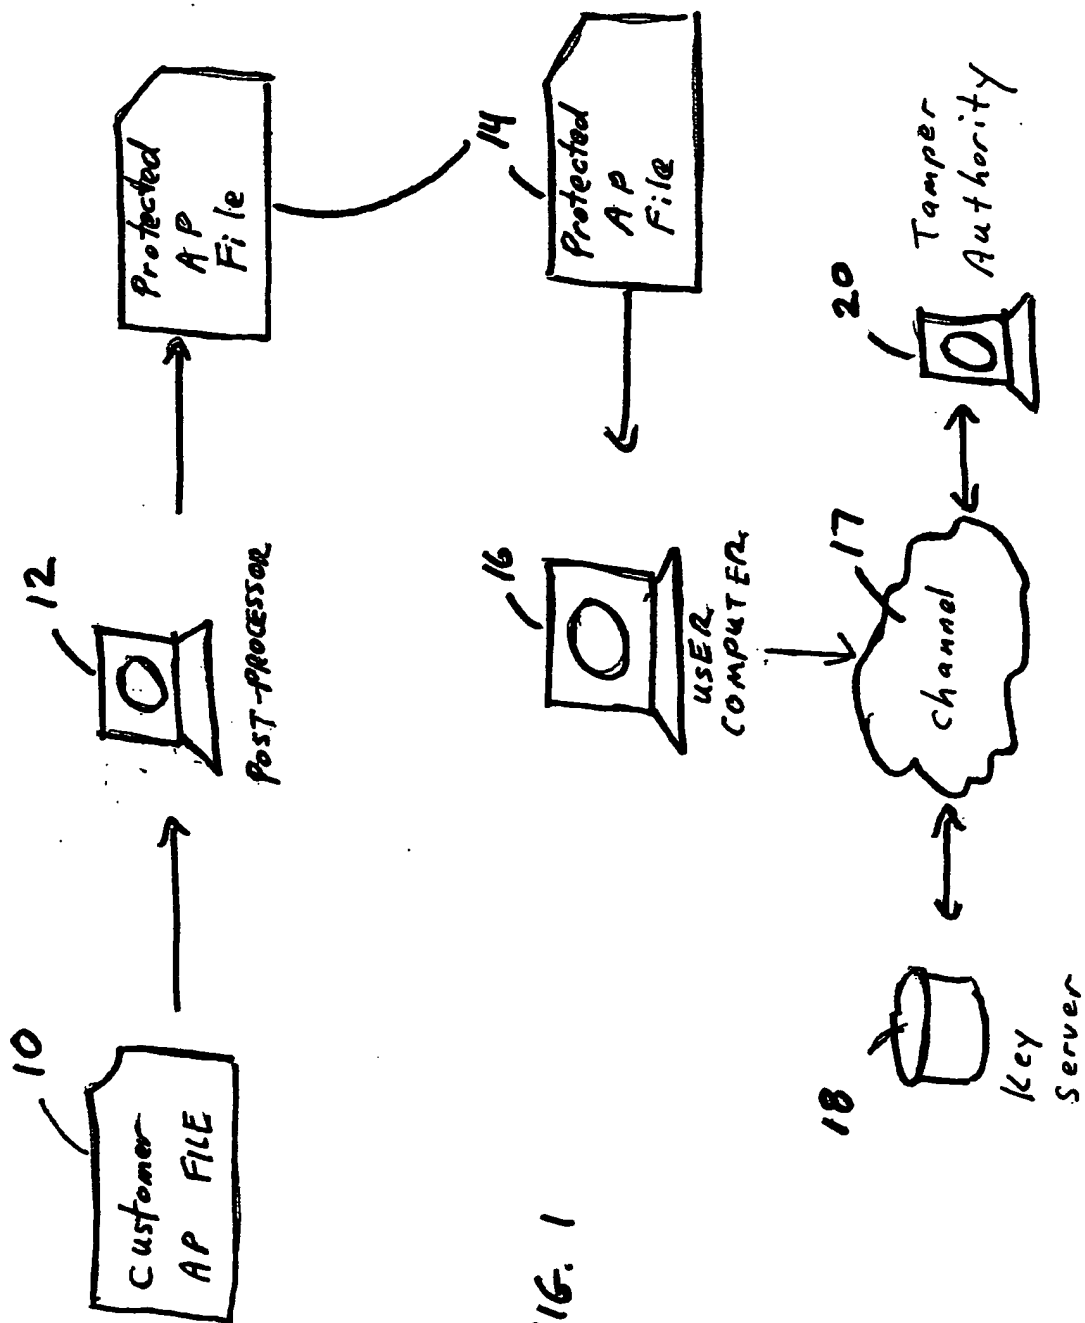 10
Customer
AP FILE
12
POST-PROCESSOR
Protected
AP
File
14
Protected
AP
File
16
USER
COMPUTER
17
Channel
18
Key
Server
20
Tamper
Authority
IG. 1